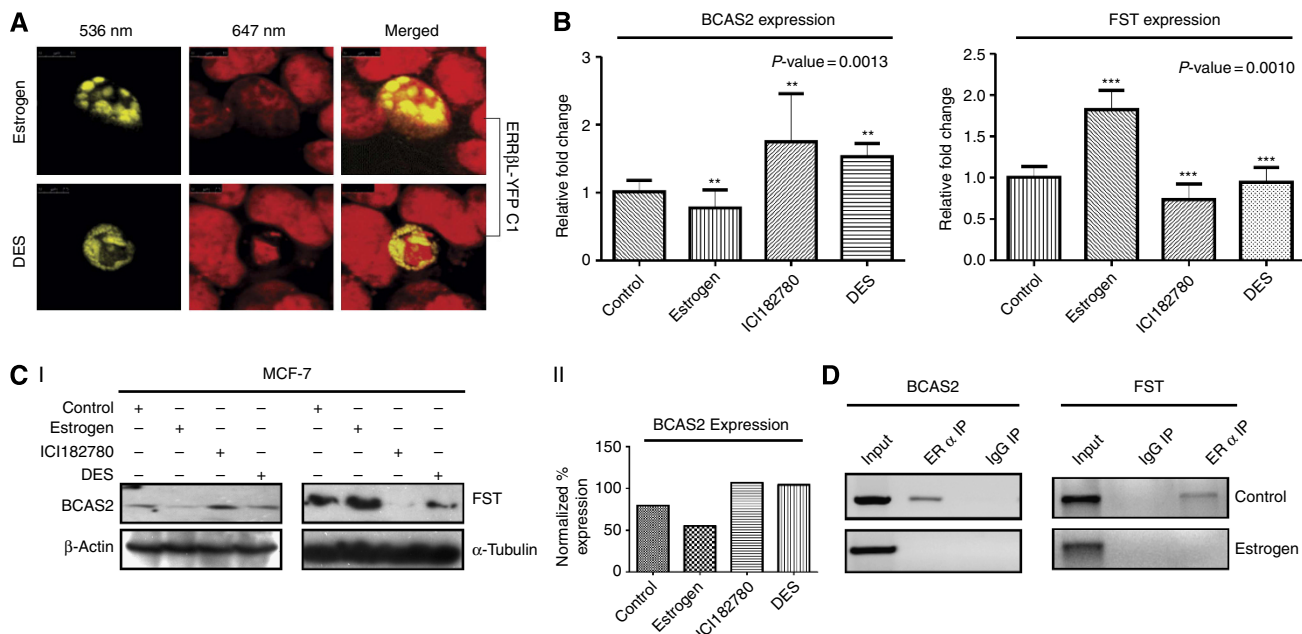 A
536 nm
647 nm
Merged
Estrogen
DES
ERRβL-YFP C1
B
BCAS2 expression
P-value = 0.0013
Relative fold change
3
2
1
0
**
**
**
Control
Estrogen
ICI182780
DES
FST expression
P-value = 0.0010
Relative fold change
2.5
2.0
1.5
1.0
0.5
0.0
***
***
***
Control
Estrogen
ICI182780
DES
C I
MCF-7
Control + – – – + – – –
Estrogen – + – – – + – –
ICI182780 – – + – – – + –
DES – – – + – – – +
BCAS2
FST
β-Actin
α-Tubulin
II
BCAS2 Expression
Normalized % expression
150
100
50
0
Control
Estrogen
ICI182780
DES
D
BCAS2
FST
Input
ER α IP
IgG IP
Input
IgG IP
ER α IP
Control
Estrogen